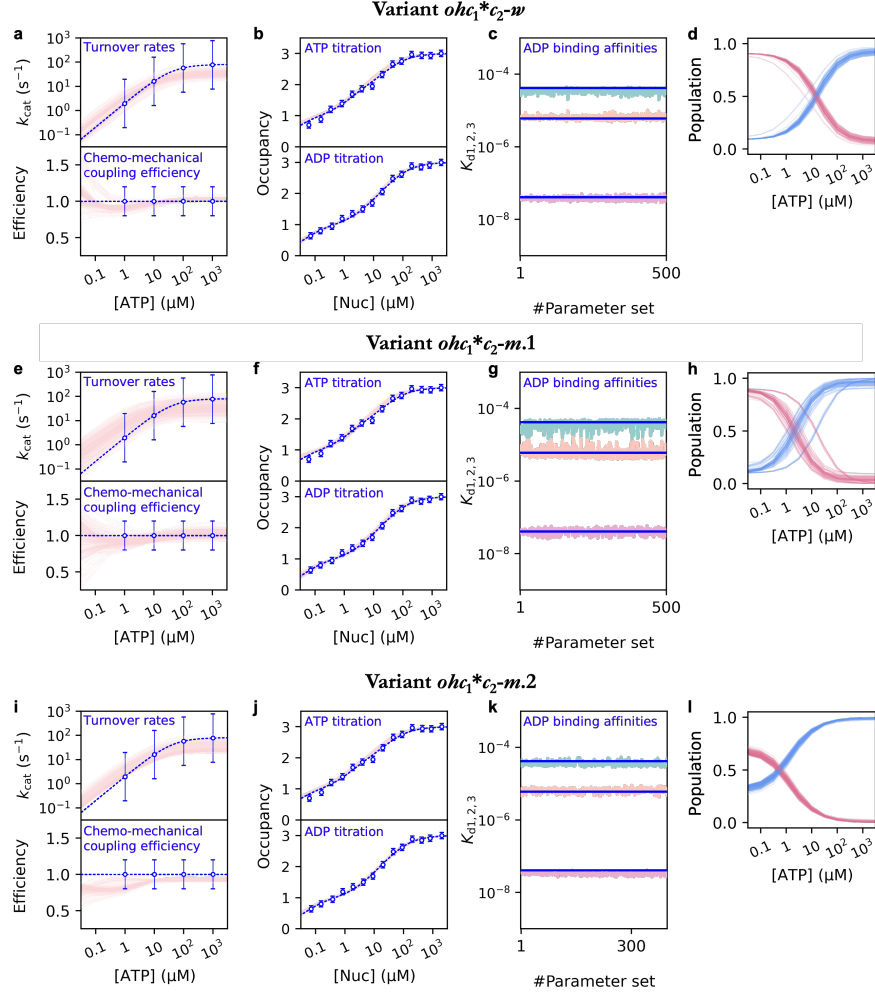 Variant ohc₁*c₂-w
a
Turnover rates
k_cat (s⁻¹)
10³
10²
10¹
10⁰
10⁻¹
Chemo-mechanical
coupling efficiency
Efficiency
1.5
1.0
0.5
0.1
1
10
10²
10³
[ATP] (μM)
b
ATP titration
Occupancy
3
2
1
0
ADP titration
3
2
1
0
0.1
1
10
10²
10³
[Nuc] (μM)
c
ADP binding affinities
K_d1,2,3
10⁻⁴
10⁻⁶
10⁻⁸
1
500
#Parameter set
d
Population
1.0
0.5
0.0
0.1
1
10
10²
10³
[ATP] (μM)
Variant ohc₁*c₂-m.1
e
Turnover rates
k_cat (s⁻¹)
10³
10²
10¹
10⁰
10⁻¹
Chemo-mechanical
coupling efficiency
Efficiency
1.5
1.0
0.5
0.1
1
10
10²
10³
[ATP] (μM)
f
ATP titration
Occupancy
3
2
1
0
ADP titration
3
2
1
0
0.1
1
10
10²
10³
[Nuc] (μM)
g
ADP binding affinities
K_d1,2,3
10⁻⁴
10⁻⁶
10⁻⁸
1
500
#Parameter set
h
Population
1.0
0.5
0.0
0.1
1
10
10²
10³
[ATP] (μM)
Variant ohc₁*c₂-m.2
i
Turnover rates
k_cat (s⁻¹)
10³
10²
10¹
10⁰
10⁻¹
Chemo-mechanical
coupling efficiency
Efficiency
1.5
1.0
0.5
0.1
1
10
10²
10³
[ATP] (μM)
j
ATP titration
Occupancy
3
2
1
0
ADP titration
3
2
1
0
0.1
1
10
10²
10³
[Nuc] (μM)
k
ADP binding affinities
K_d1,2,3
10⁻⁴
10⁻⁶
10⁻⁸
1
300
#Parameter set
l
Population
1.0
0.5
0.0
0.1
1
10
10²
10³
[ATP] (μM)